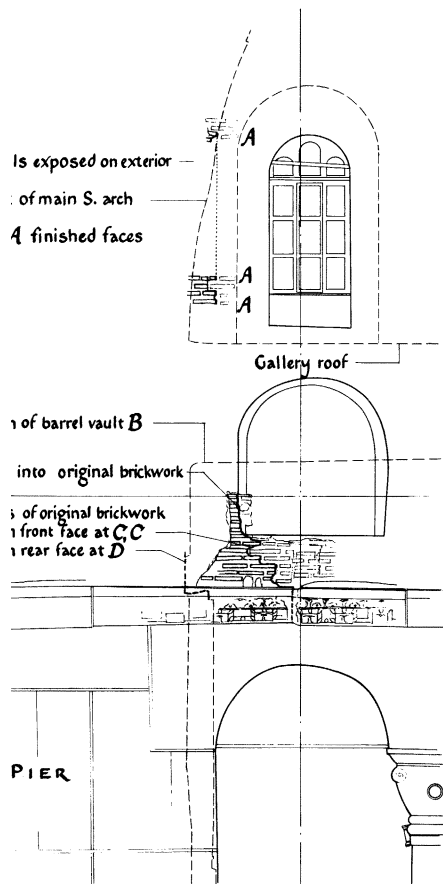 A
ls exposed on exterior
of main S. arch
A finished faces
A
A
Gallery roof
of barrel vault B
into original brickwork
of original brickwork
front face at C, C
rear face at D
PIER